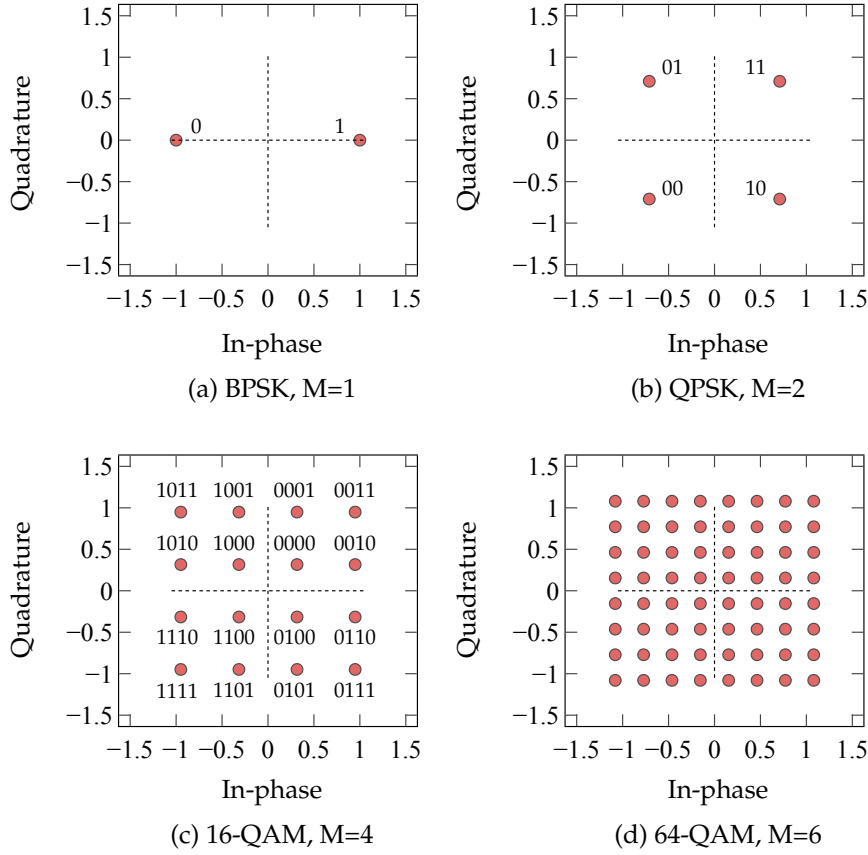 1.5
1
0.5
0
−0.5
−1
−1.5
Quadrature
0 1
−1.5 −1 −0.5 0 0.5 1 1.5
In-phase
(a) BPSK, M=1
1.5
1
0.5
0
−0.5
−1
−1.5
Quadrature
01 11
00 10
−1.5 −1 −0.5 0 0.5 1 1.5
In-phase
(b) QPSK, M=2
1.5
1
0.5
0
−0.5
−1
−1.5
Quadrature
1011 1001 0001 0011
1010 1000 0000 0010
1110 1100 0100 0110
1111 1101 0101 0111
−1.5 −1 −0.5 0 0.5 1 1.5
In-phase
(c) 16-QAM, M=4
1.5
1
0.5
0
−0.5
−1
−1.5
Quadrature
−1.5 −1 −0.5 0 0.5 1 1.5
In-phase
(d) 64-QAM, M=6